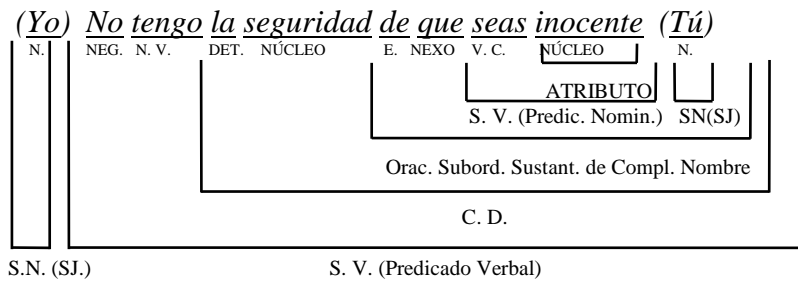 (Yo) No tengo la seguridad de que seas inocente (Tú)
N. NEG. N. V. DET. NÚCLEO E. NEXO V. C. NÚCLEO N.
ATRIBUTO
S. V. (Predic. Nomin.) SN(SJ)
Orac. Subord. Sustant. de Compl. Nombre
C. D.
S.N. (SJ.) S. V. (Predicado Verbal)